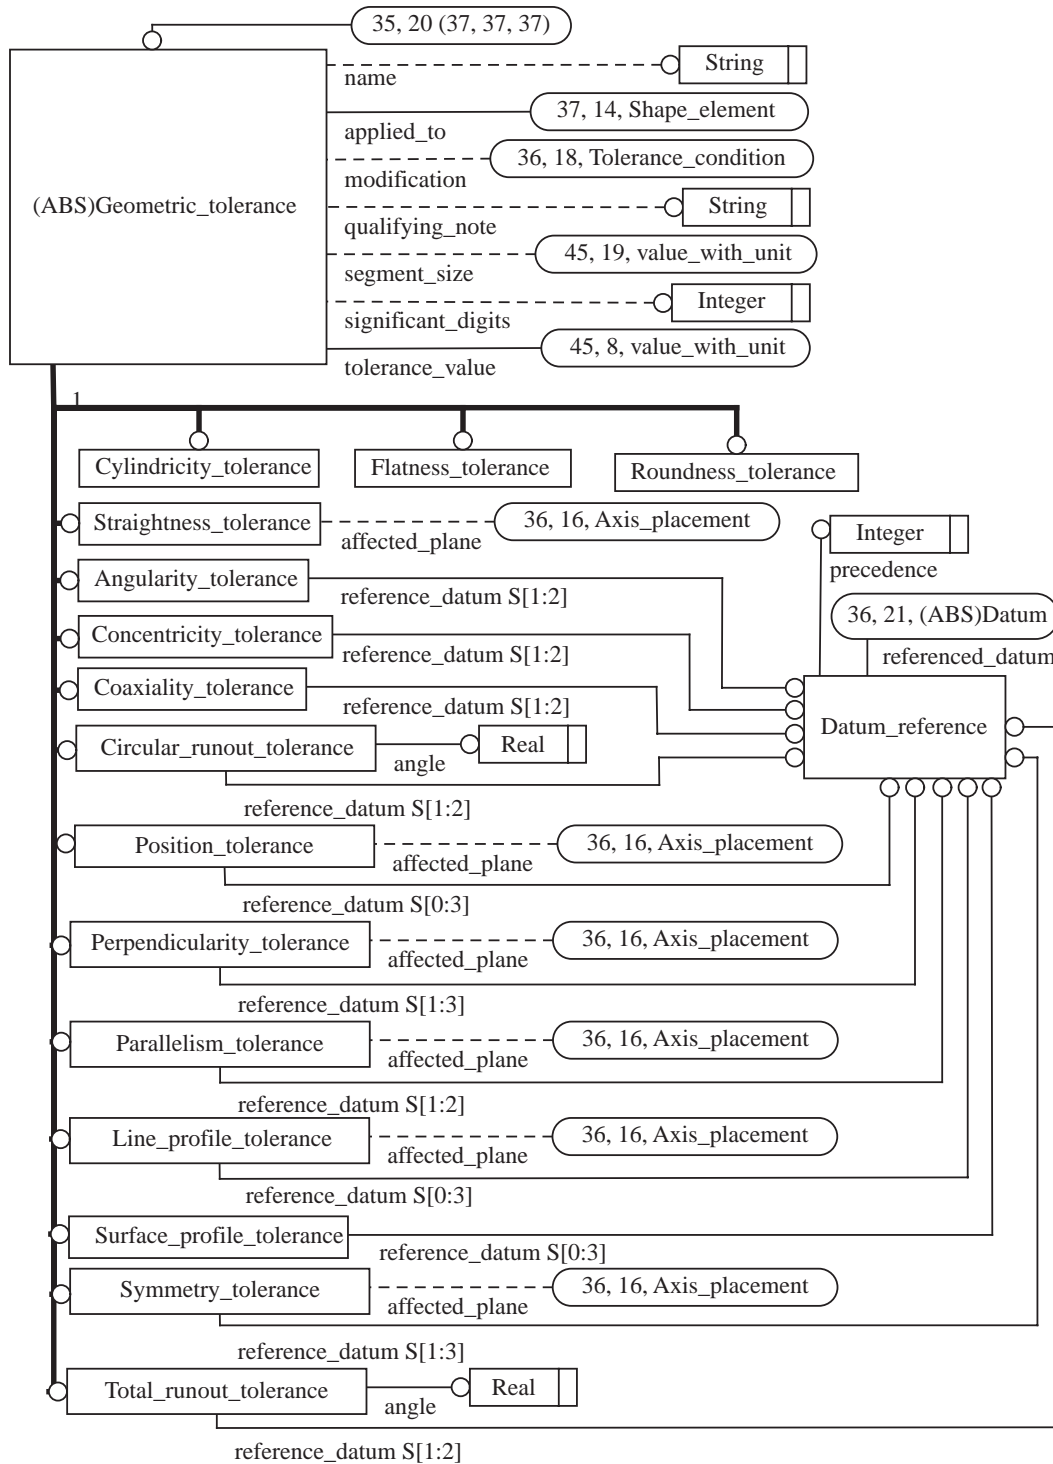 35, 20 (37, 37, 37)
name
String
applied_to
37, 14, Shape_element
modification
36, 18, Tolerance_condition
(ABS)Geometric_tolerance
qualifying_note
String
segment_size
45, 19, value_with_unit
significant_digits
Integer
tolerance_value
45, 8, value_with_unit
1
Cylindricity_tolerance
Flatness_tolerance
Roundness_tolerance
Straightness_tolerance
affected_plane
36, 16, Axis_placement
Integer
precedence
Angularity_tolerance
reference_datum S[1:2]
36, 21, (ABS)Datum
referenced_datum
Concentricity_tolerance
reference_datum S[1:2]
Coaxiality_tolerance
reference_datum S[1:2]
Datum_reference
Circular_runout_tolerance
angle
Real
reference_datum S[1:2]
Position_tolerance
affected_plane
36, 16, Axis_placement
reference_datum S[0:3]
Perpendicularity_tolerance
affected_plane
36, 16, Axis_placement
reference_datum S[1:3]
Parallelism_tolerance
affected_plane
36, 16, Axis_placement
reference_datum S[1:2]
Line_profile_tolerance
affected_plane
36, 16, Axis_placement
reference_datum S[0:3]
Surface_profile_tolerance
reference_datum S[0:3]
Symmetry_tolerance
affected_plane
36, 16, Axis_placement
reference_datum S[1:3]
Total_runout_tolerance
angle
Real
reference_datum S[1:2]